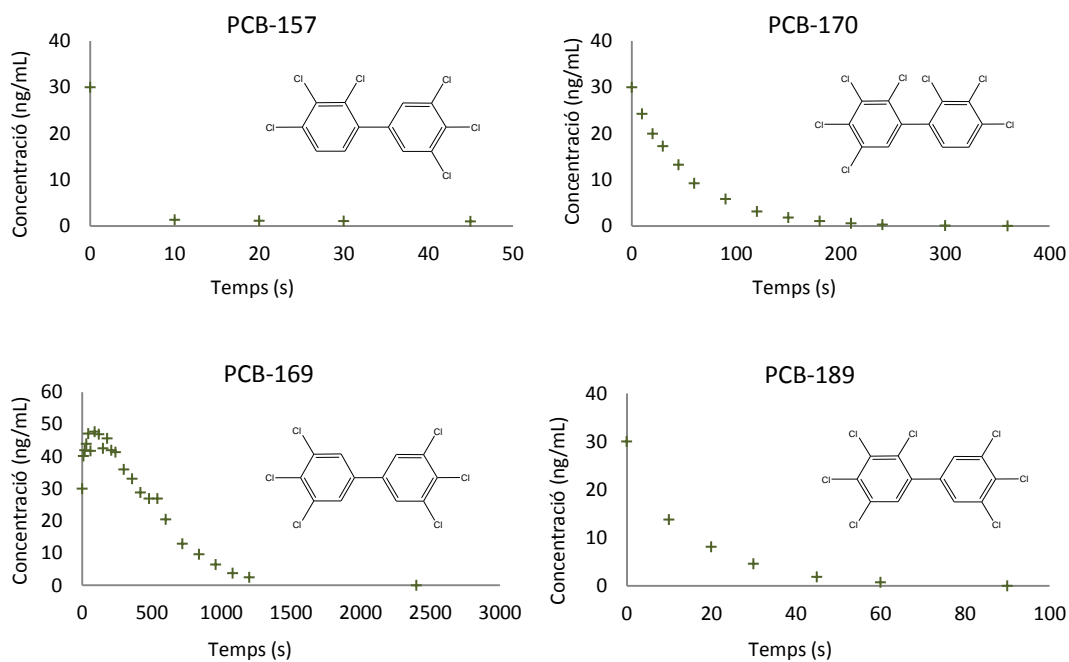 PCB-157
40
30
20
10
0
0 10 20 30 40 50
Concentració (ng/mL)
Temps (s)
Cl Cl Cl
Cl Cl
Cl
PCB-170
40
30
20
10
0
0 100 200 300 400
Concentració (ng/mL)
Temps (s)
Cl Cl Cl Cl
Cl Cl
Cl
PCB-169
60
50
40
30
20
10
0
0 500 1000 1500 2000 2500 3000
Concentració (ng/mL)
Temps (s)
Cl Cl
Cl Cl
Cl Cl
PCB-189
40
30
20
10
0
0 20 40 60 80 100
Concentració (ng/mL)
Temps (s)
Cl Cl Cl
Cl Cl
Cl Cl